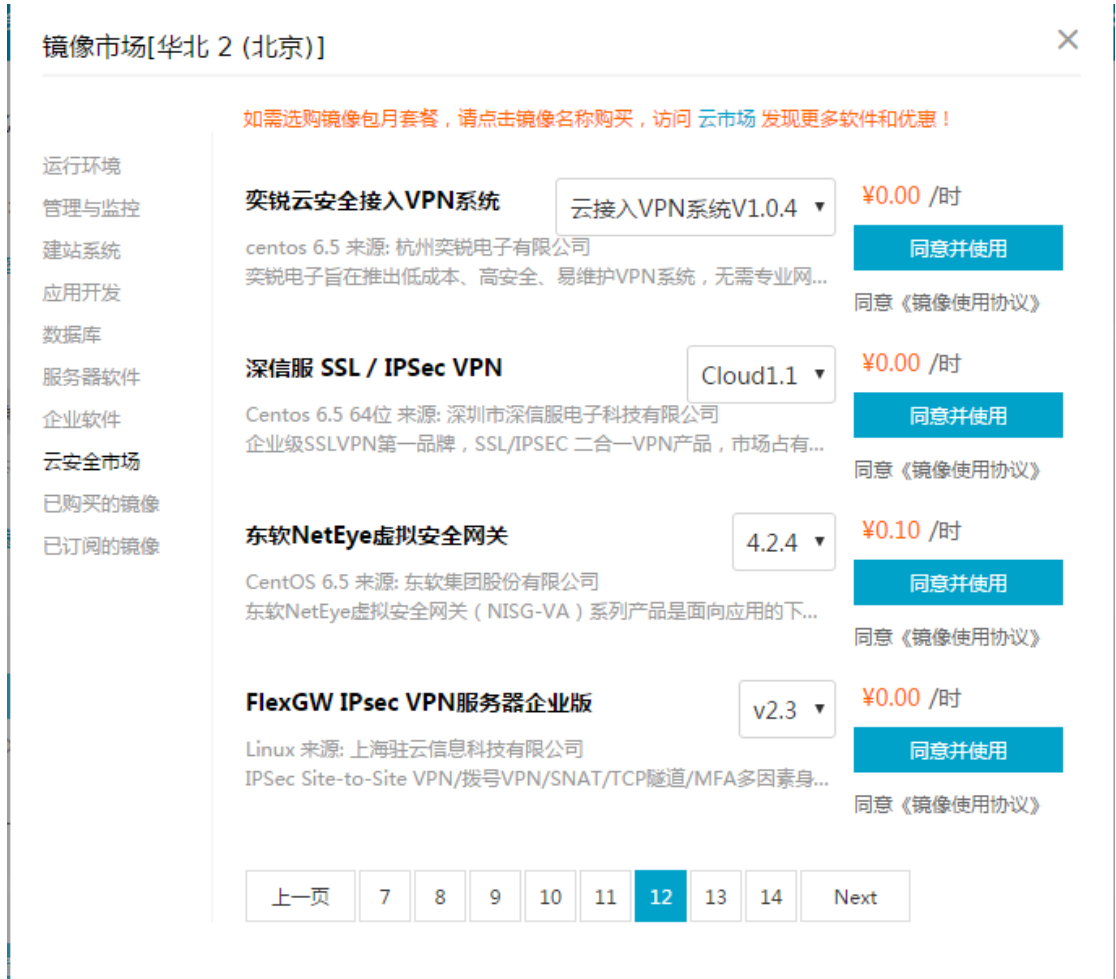 镜像市场[华北 2 (北京)]
×
如需选购镜像包月套餐，请点击镜像名称购买，访问 云市场 发现更多软件和优惠！
运行环境
管理与监控
建站系统
应用开发
数据库
服务器软件
企业软件
云安全市场
已购买的镜像
已订阅的镜像
奕锐云安全接入VPN系统
云接入VPN系统V1.0.4 ▼
¥0.00 /时
centos 6.5 来源: 杭州奕锐电子有限公司
奕锐电子旨在推出低成本、高安全、易维护VPN系统，无需专业网...
同意并使用
同意《镜像使用协议》
深信服 SSL / IPSec VPN
Cloud1.1 ▼
¥0.00 /时
Centos 6.5 64位 来源: 深圳市深信服电子科技有限公司
企业级SSLVPN第一品牌，SSL/IPSEC 二合一VPN产品，市场占有...
同意并使用
同意《镜像使用协议》
东软NetEye虚拟安全网关
4.2.4 ▼
¥0.10 /时
CentOS 6.5 来源: 东软集团股份有限公司
东软NetEye虚拟安全网关（NISG-VA）系列产品是面向应用的下...
同意并使用
同意《镜像使用协议》
FlexGW IPsec VPN服务器企业版
v2.3 ▼
¥0.00 /时
Linux 来源: 上海驻云信息科技有限公司
IPSec Site-to-Site VPN/拨号VPN/SNAT/TCP隧道/MFA多因素身...
同意并使用
同意《镜像使用协议》
上一页 7 8 9 10 11 12 13 14 Next